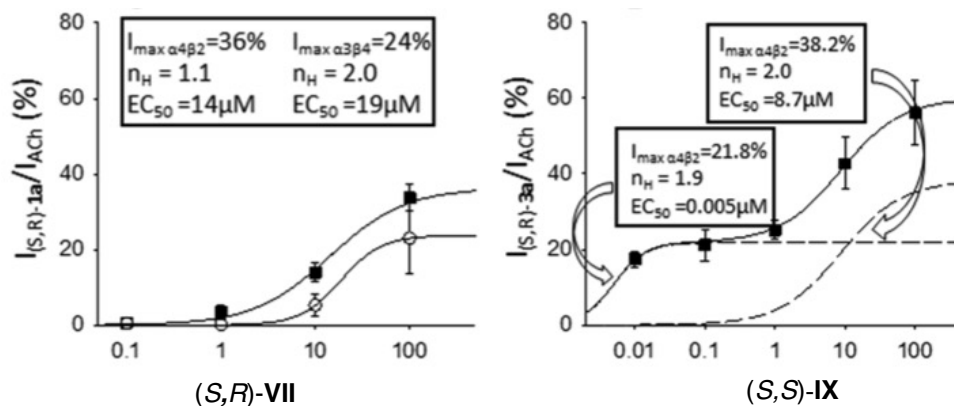 I(S,R)-1a/IACh (%)
80
60
40
20
0
Imax α4β2=36% Imax α3β4=24%
nH = 1.1 nH = 2.0
EC50 =14μM EC50 =19μM
0.1 1 10 100
(S,R)-VII
I(S,R)-3a/IACh (%)
80
60
40
20
0
Imax α4β2=38.2%
nH = 2.0
EC50 =8.7μM
Imax α4β2=21.8%
nH = 1.9
EC50 =0.005μM
0.01 0.1 1 10 100
(S,S)-IX